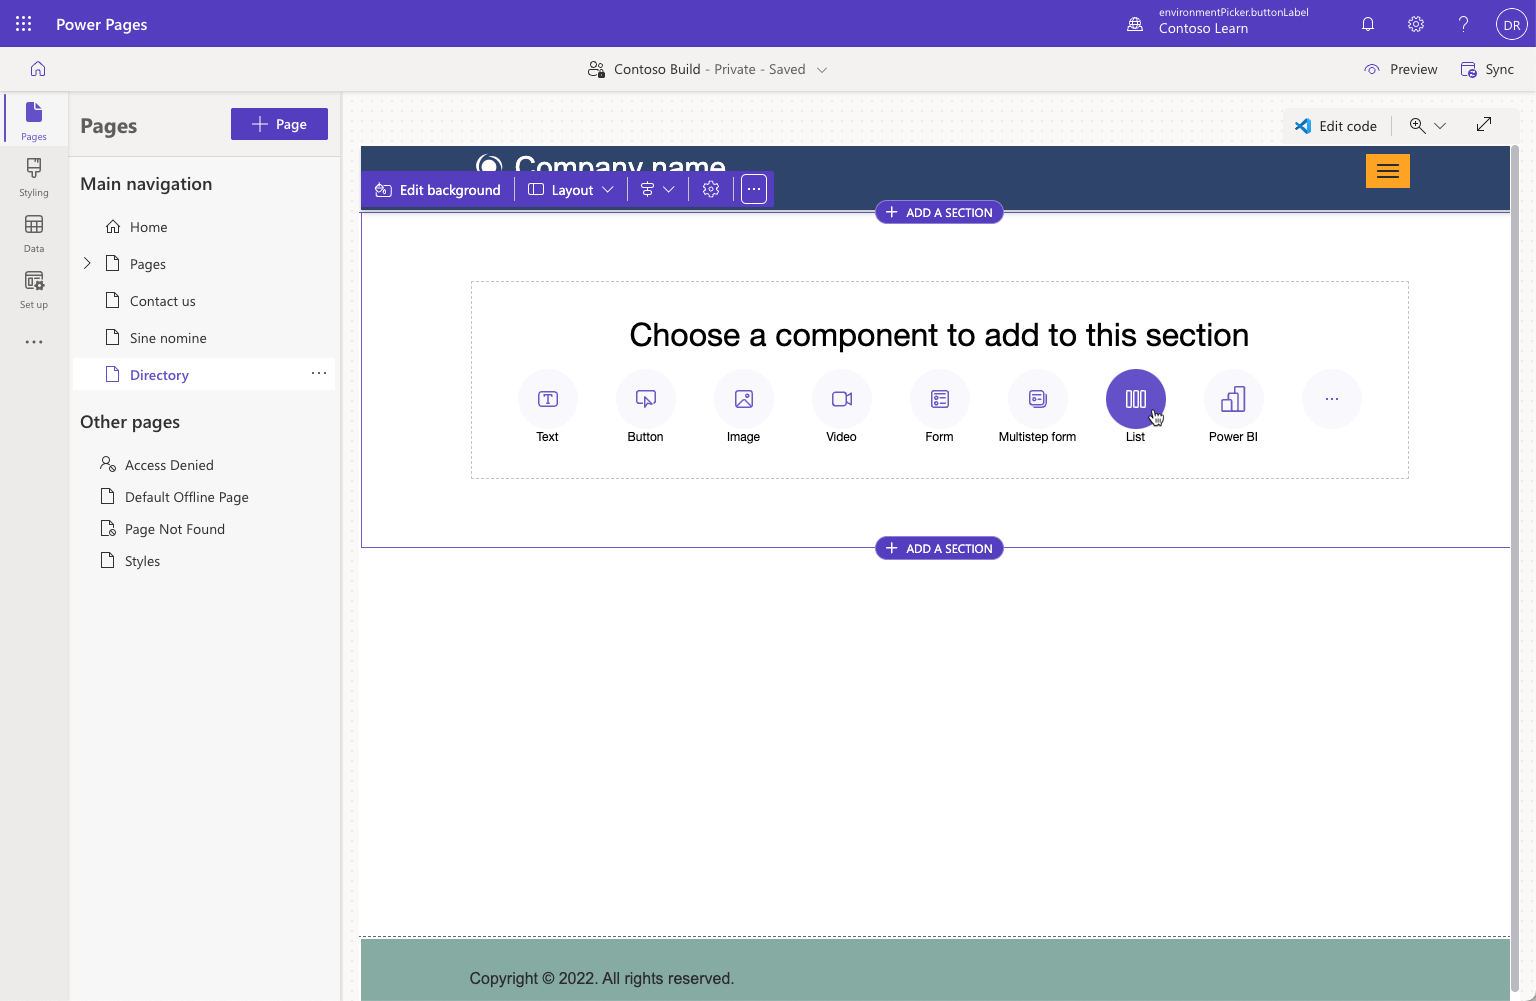 Power Pages
environmentPicker.buttonLabel
Contoso Learn
?
DR
Contoso Build - Private - Saved
Preview
Sync
Pages
Styling
Data
Set up
Pages
Page
Main navigation
Home
Pages
Contact us
Sine nomine
Directory
Other pages
Access Denied
Default Offline Page
Page Not Found
Styles
Edit code
Company name
Edit background
Layout
ADD A SECTION
Choose a component to add to this section
Text
Button
Image
Video
Form
Multistep form
List
Power BI
ADD A SECTION
Copyright © 2022. All rights reserved.